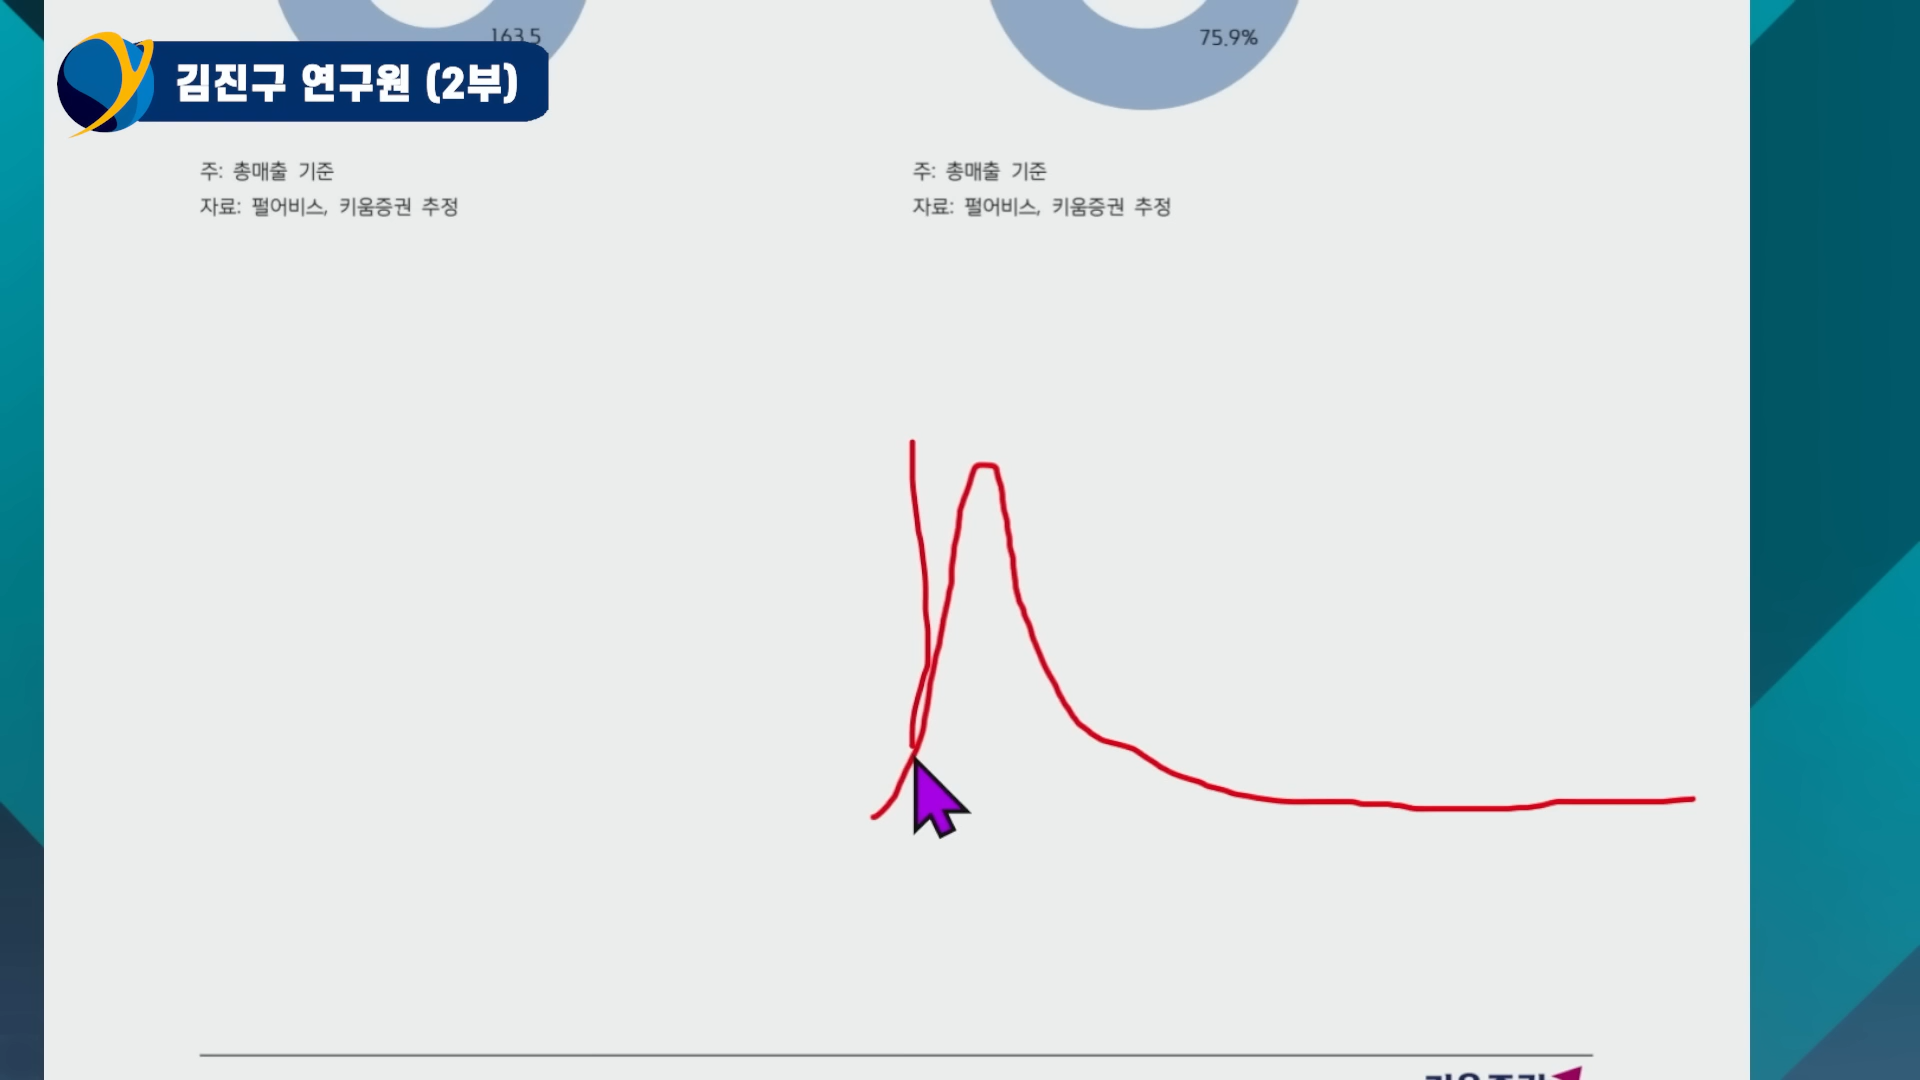 163.5
75.9%
김진구 연구원 (2부)
주: 총매출 기준
자료: 펄어비스, 키움증권 추정
주: 총매출 기준
자료: 펄어비스, 키움증권 추정